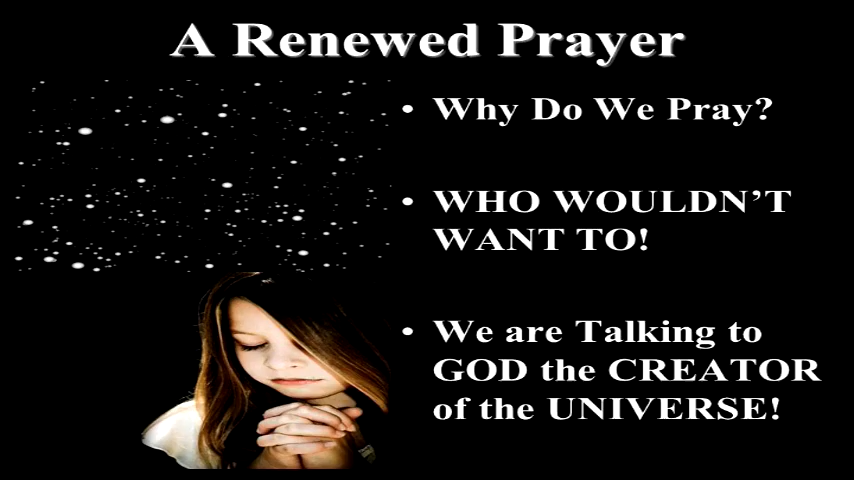 A Renewed Prayer
• Why Do We Pray?
• WHO WOULDN'T
WANT TO!
• We are Talking to
GOD the CREATOR
of the UNIVERSE!